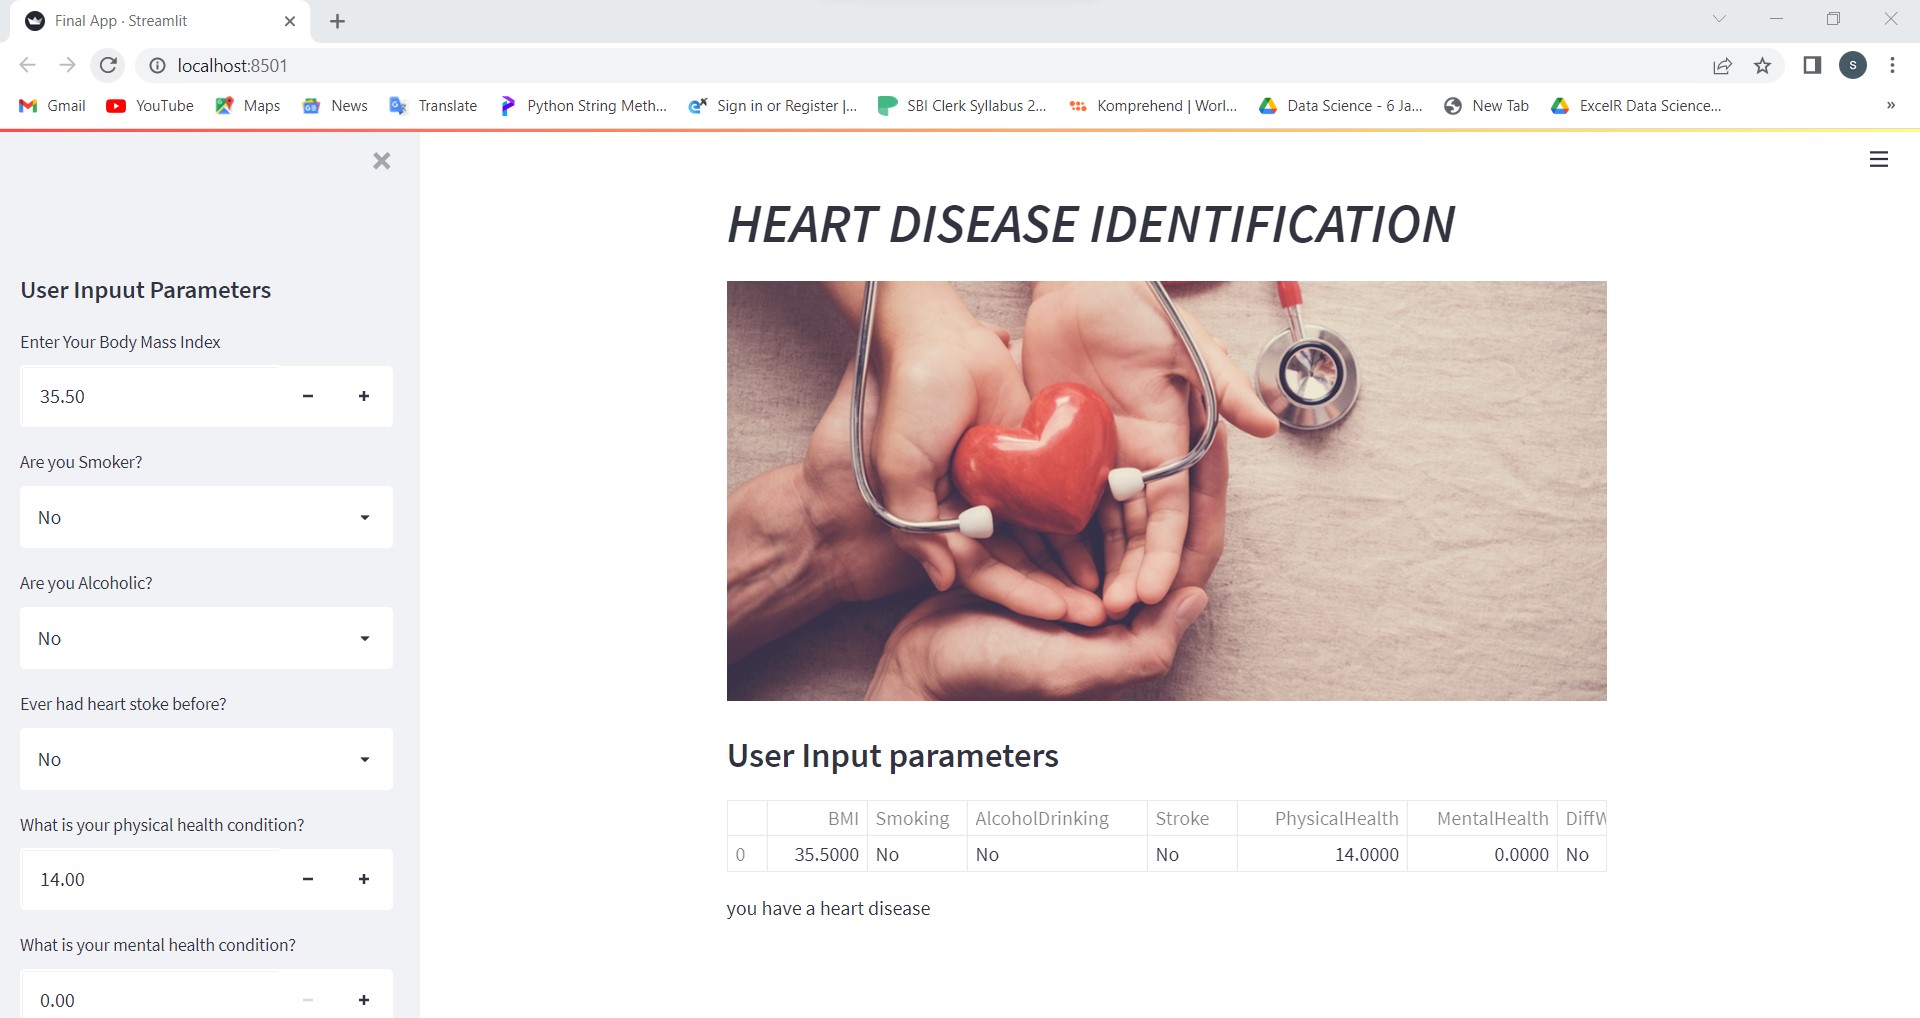 Final App · Streamlit
localhost:8501
S
Gmail YouTube Maps News Translate Python String Meth... Sign in or Register |... SBI Clerk Syllabus 2... Komprehend | Worl... Data Science - 6 Ja... New Tab ExcelR Data Science... »
User Inpuut Parameters
Enter Your Body Mass Index
35.50
Are you Smoker?
No
Are you Alcoholic?
No
Ever had heart stoke before?
No
What is your physical health condition?
14.00
What is your mental health condition?
0.00
HEART DISEASE IDENTIFICATION
User Input parameters
BMI Smoking AlcoholDrinking Stroke PhysicalHealth MentalHealth DiffW
0 35.5000 No No No 14.0000 0.0000 No
you have a heart disease